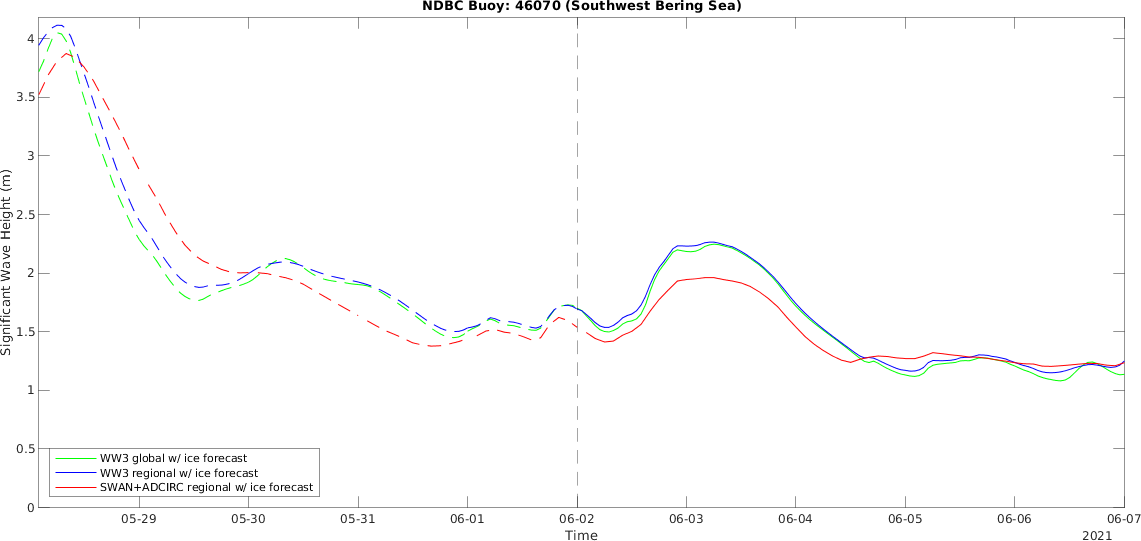 NDBC Buoy: 46070 (Southwest Bering Sea)
Significant Wave Height (m)
4
3.5
3
2.5
2
1.5
1
0.5
0
WW3 global w/ ice forecast
WW3 regional w/ ice forecast
SWAN+ADCIRC regional w/ ice forecast
05-29 05-30 05-31 06-01 06-02 06-03 06-04 06-05 06-06 06-07
Time
2021